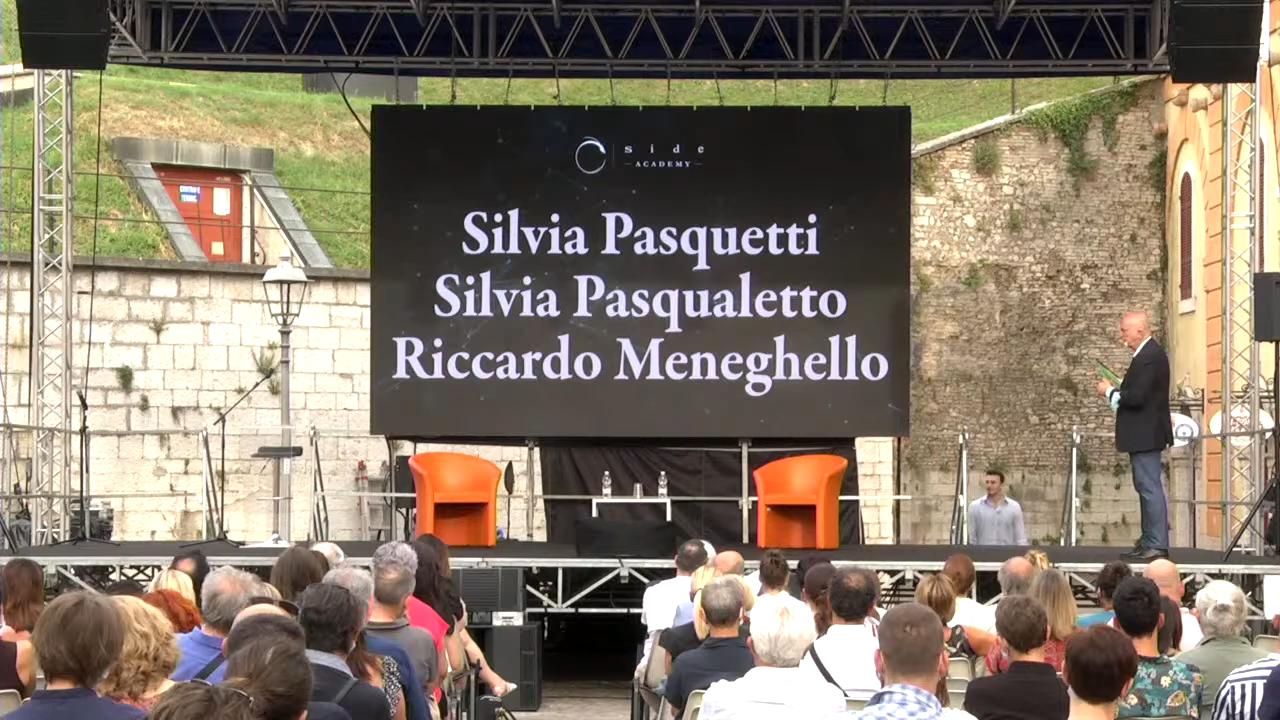 Side
ACADEMY
Silvia Pasquetti
Silvia Pasqualetto
Riccardo Meneghello